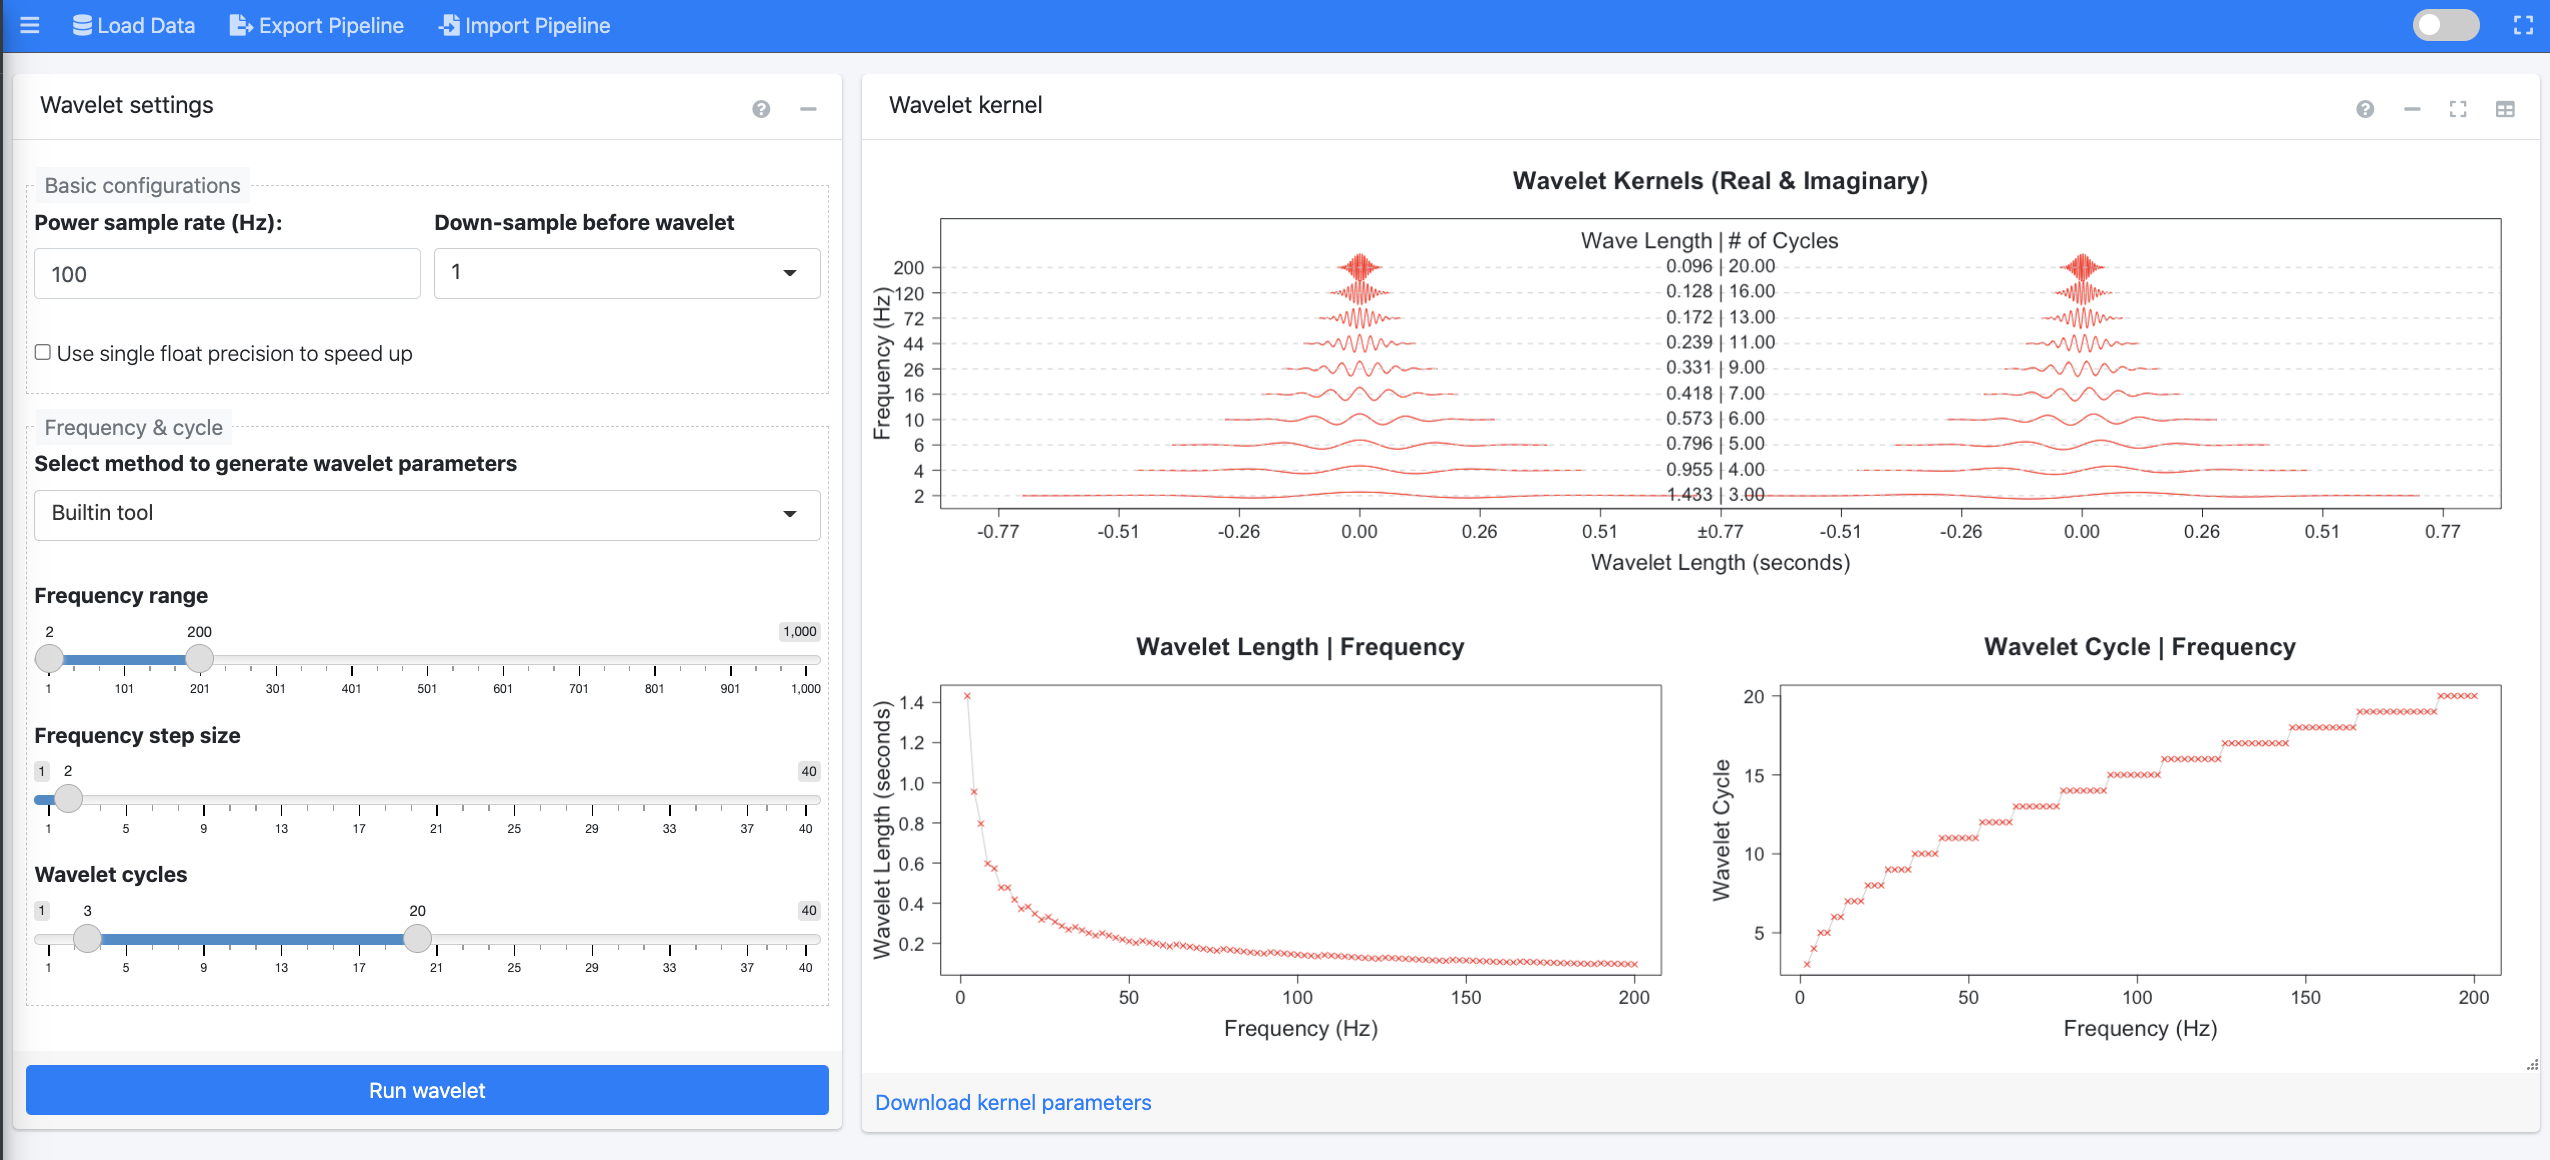 Load Data Export Pipeline Import Pipeline
Wavelet settings
Basic configurations
Power sample rate (Hz): Down-sample before wavelet
100 1
Use single float precision to speed up
Frequency & cycle
Select method to generate wavelet parameters
Builtin tool
Frequency range
2 200 1,000
1 101 201 301 401 501 601 701 801 901 1,000
Frequency step size
1 2 40
1 5 9 13 17 21 25 29 33 37 40
Wavelet cycles
1 3 20 40
1 5 9 13 17 21 25 29 33 37 40
Run wavelet
Wavelet kernel
Wavelet Kernels (Real & Imaginary)
Wave Length | # of Cycles
200 0.096 | 20.00
120 0.128 | 16.00
72 0.172 | 13.00
44 0.239 | 11.00
26 0.331 | 9.00
16 0.418 | 7.00
10 0.573 | 6.00
6 0.796 | 5.00
4 0.955 | 4.00
2 1.433 | 3.00
Frequency (Hz)
-0.77 -0.51 -0.26 0.00 0.26 0.51 ±0.77 -0.51 -0.26 0.00 0.26 0.51 0.77
Wavelet Length (seconds)
Wavelet Length | Frequency
Wavelet Length (seconds)
1.4
1.2
1.0
0.8
0.6
0.4
0.2
0 50 100 150 200
Frequency (Hz)
Wavelet Cycle | Frequency
Wavelet Cycle
20
15
10
5
0 50 100 150 200
Frequency (Hz)
Download kernel parameters